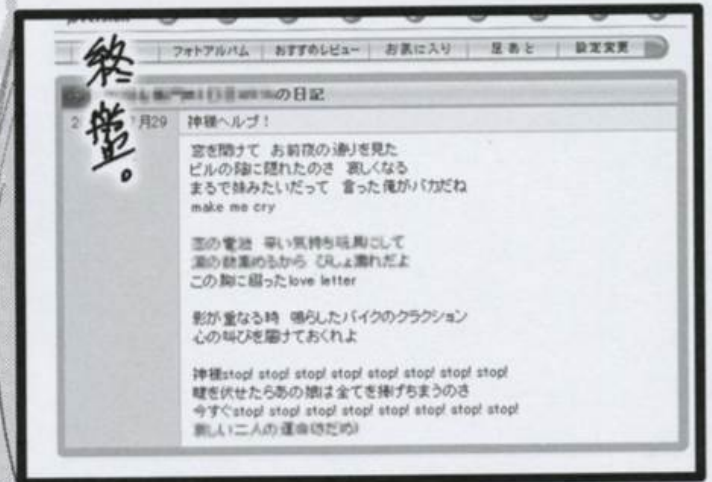 終盤。
フォトアルバム | おすすめレビュー | お気に入り | 足あと | 設定変更
の日記
2 月29 神様ヘルプ!
窓を開けて お前夜の通りを見た
ビルの陰に隠れたのさ 哀しくなる
まるで妹みたいだって 言った俺がバカだね
make me cry
恋の電話 辛い気持ち玩具にして
涙の数集めるから びしょ濡れだよ
この胸に綴ったlove letter
影が重なる時 鳴らしたバイクのクラクション
心の叫びを届けておくれよ
神様stop! stop! stop! stop! stop! stop! stop! stop!
睫を伏せたらあの娘は全てを捧げちまうのさ
今すぐstop! stop! stop! stop! stop! stop! stop! stop!
哀しい二人の運命(さだめ)